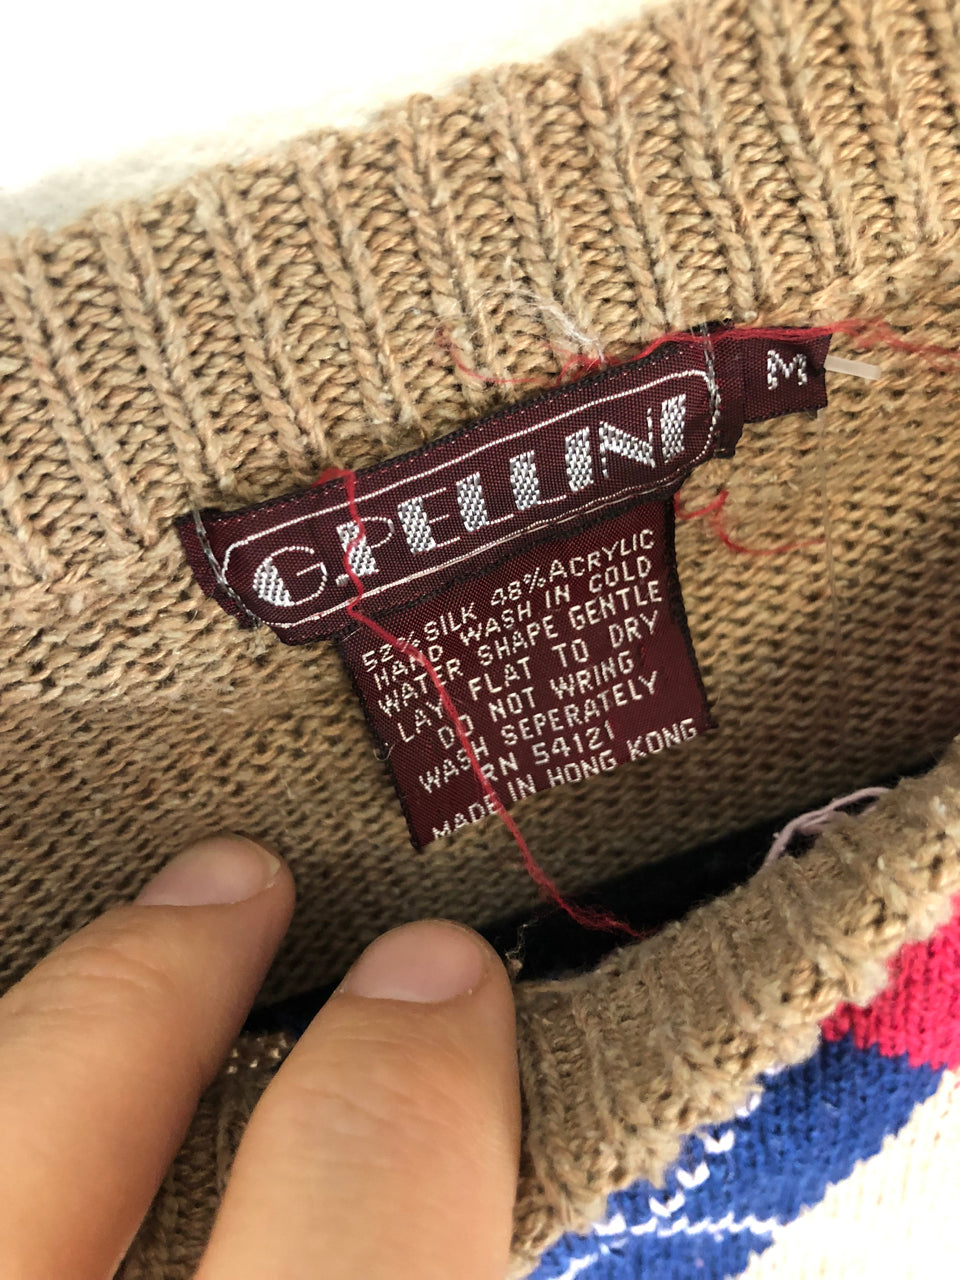 G.PELLINI
M
52% SILK 48% ACRYLIC
HAND WASH IN COLD
WATER SHAPE GENTLE
LAY FLAT TO DRY
DO NOT WRING
WASH SEPERATELY
RN 54121
MADE IN HONG KONG